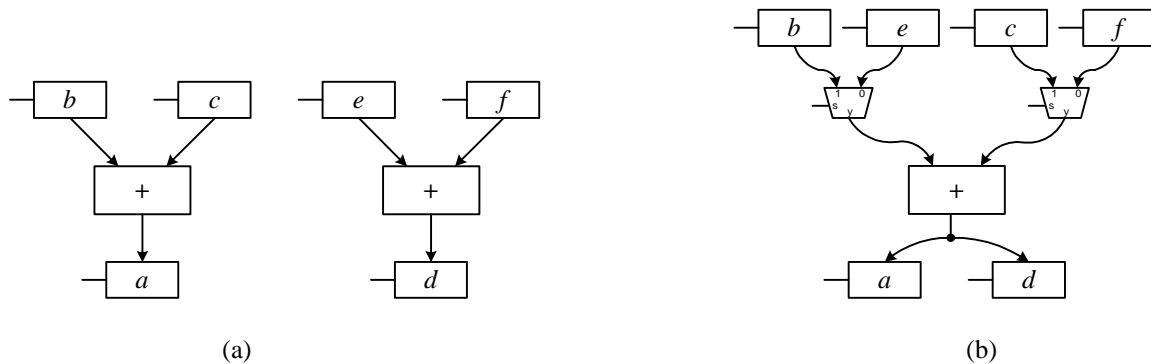 b e c f
1 0 1 0
s s
y y
b c e f
+ + +
a d a d
(a) (b)